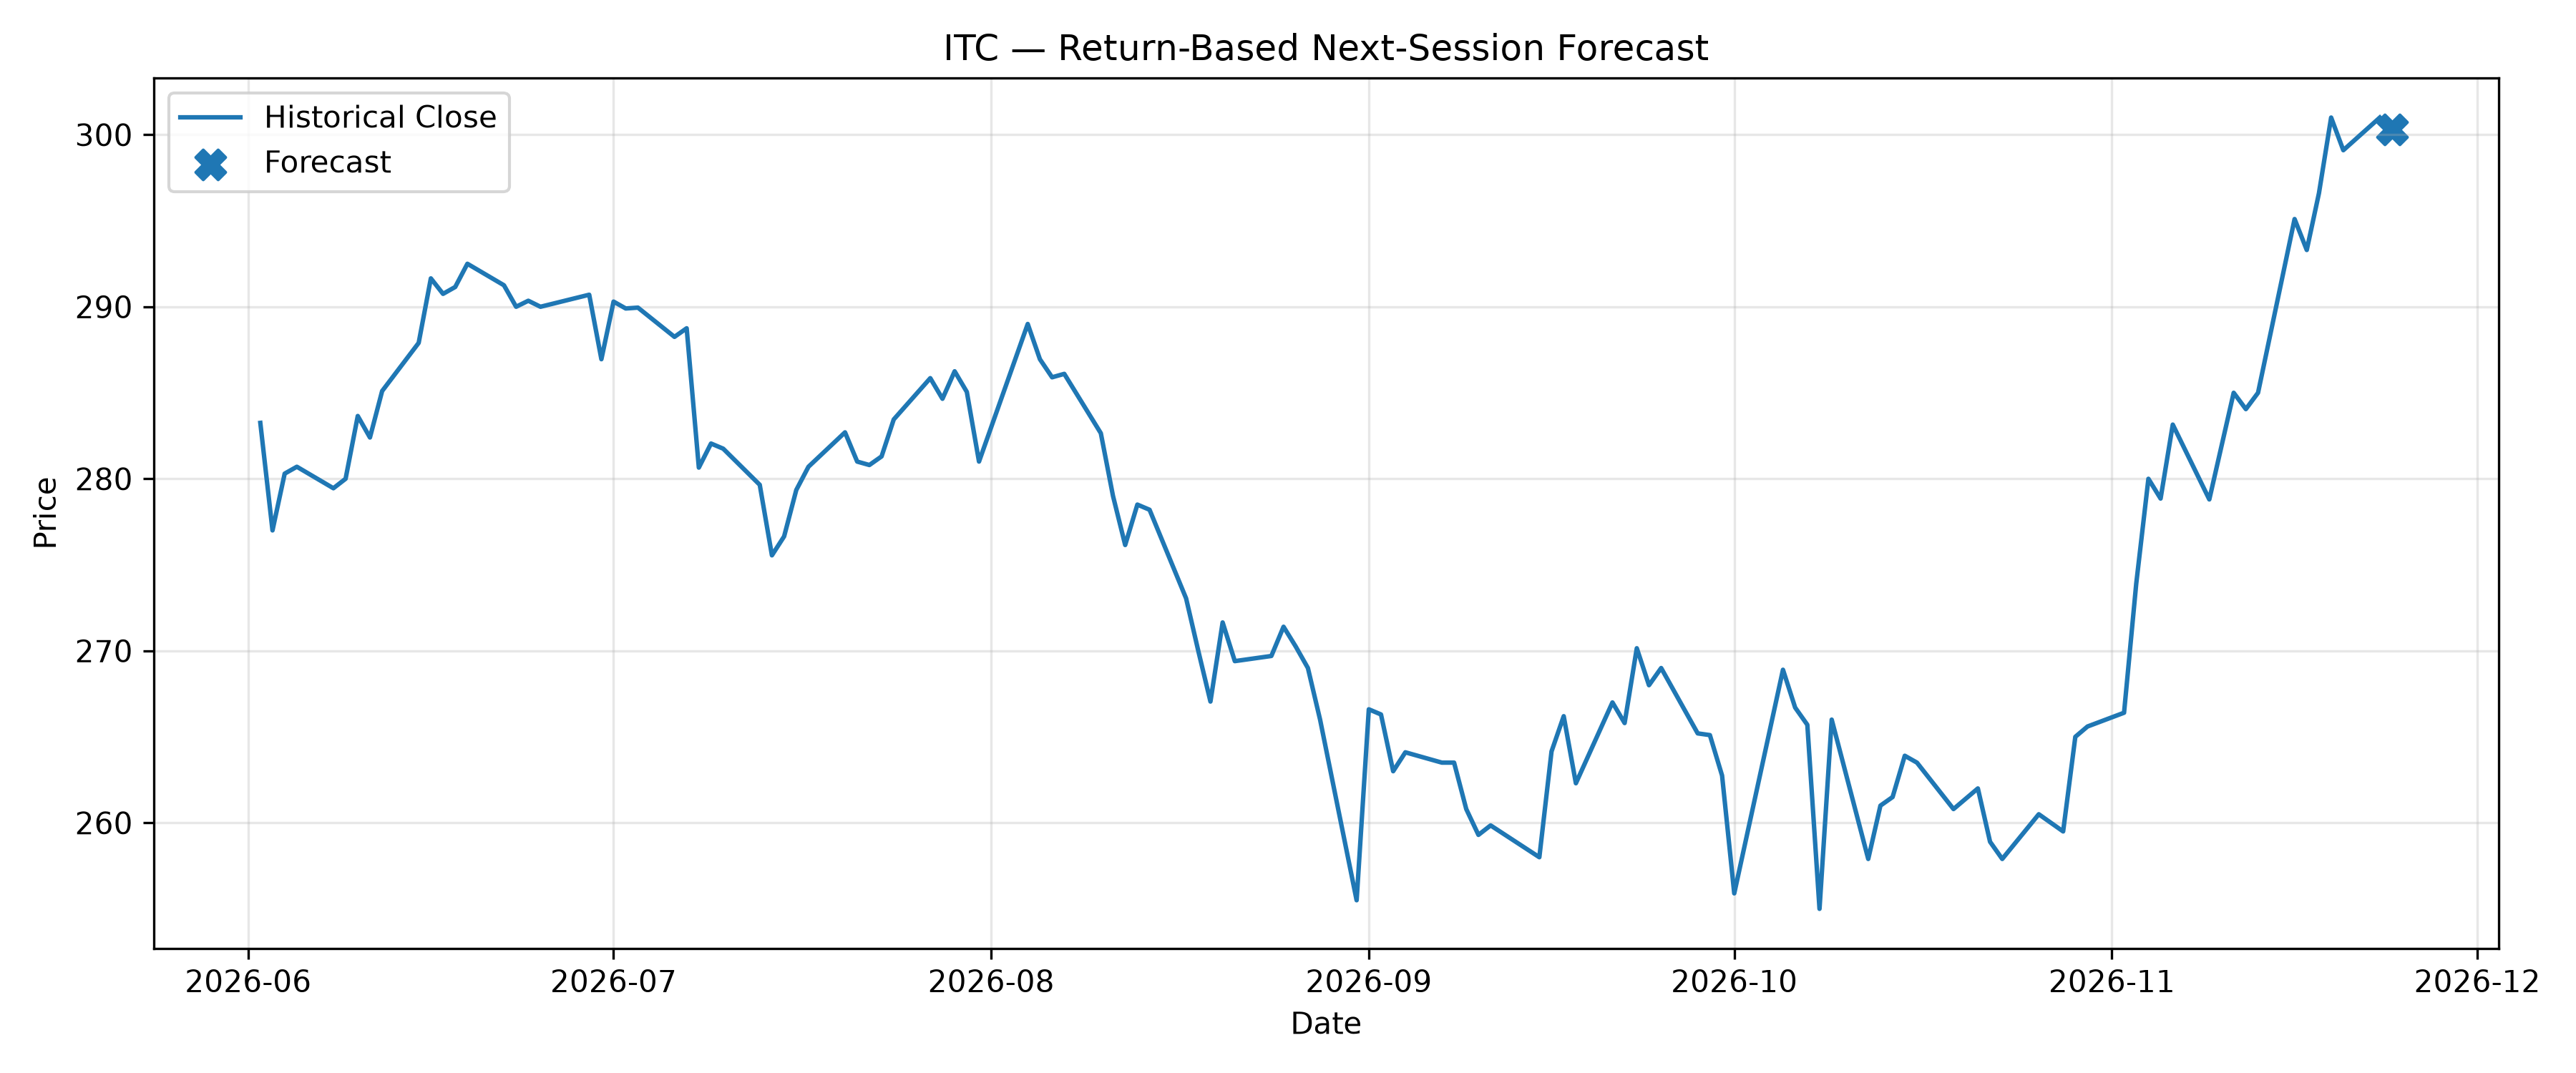 ITC — Return-Based Next-Session Forecast
Historical Close
Forecast
300
290
280
270
260
Price
2026-06 2026-07 2026-08 2026-09 2026-10 2026-11 2026-12
Date